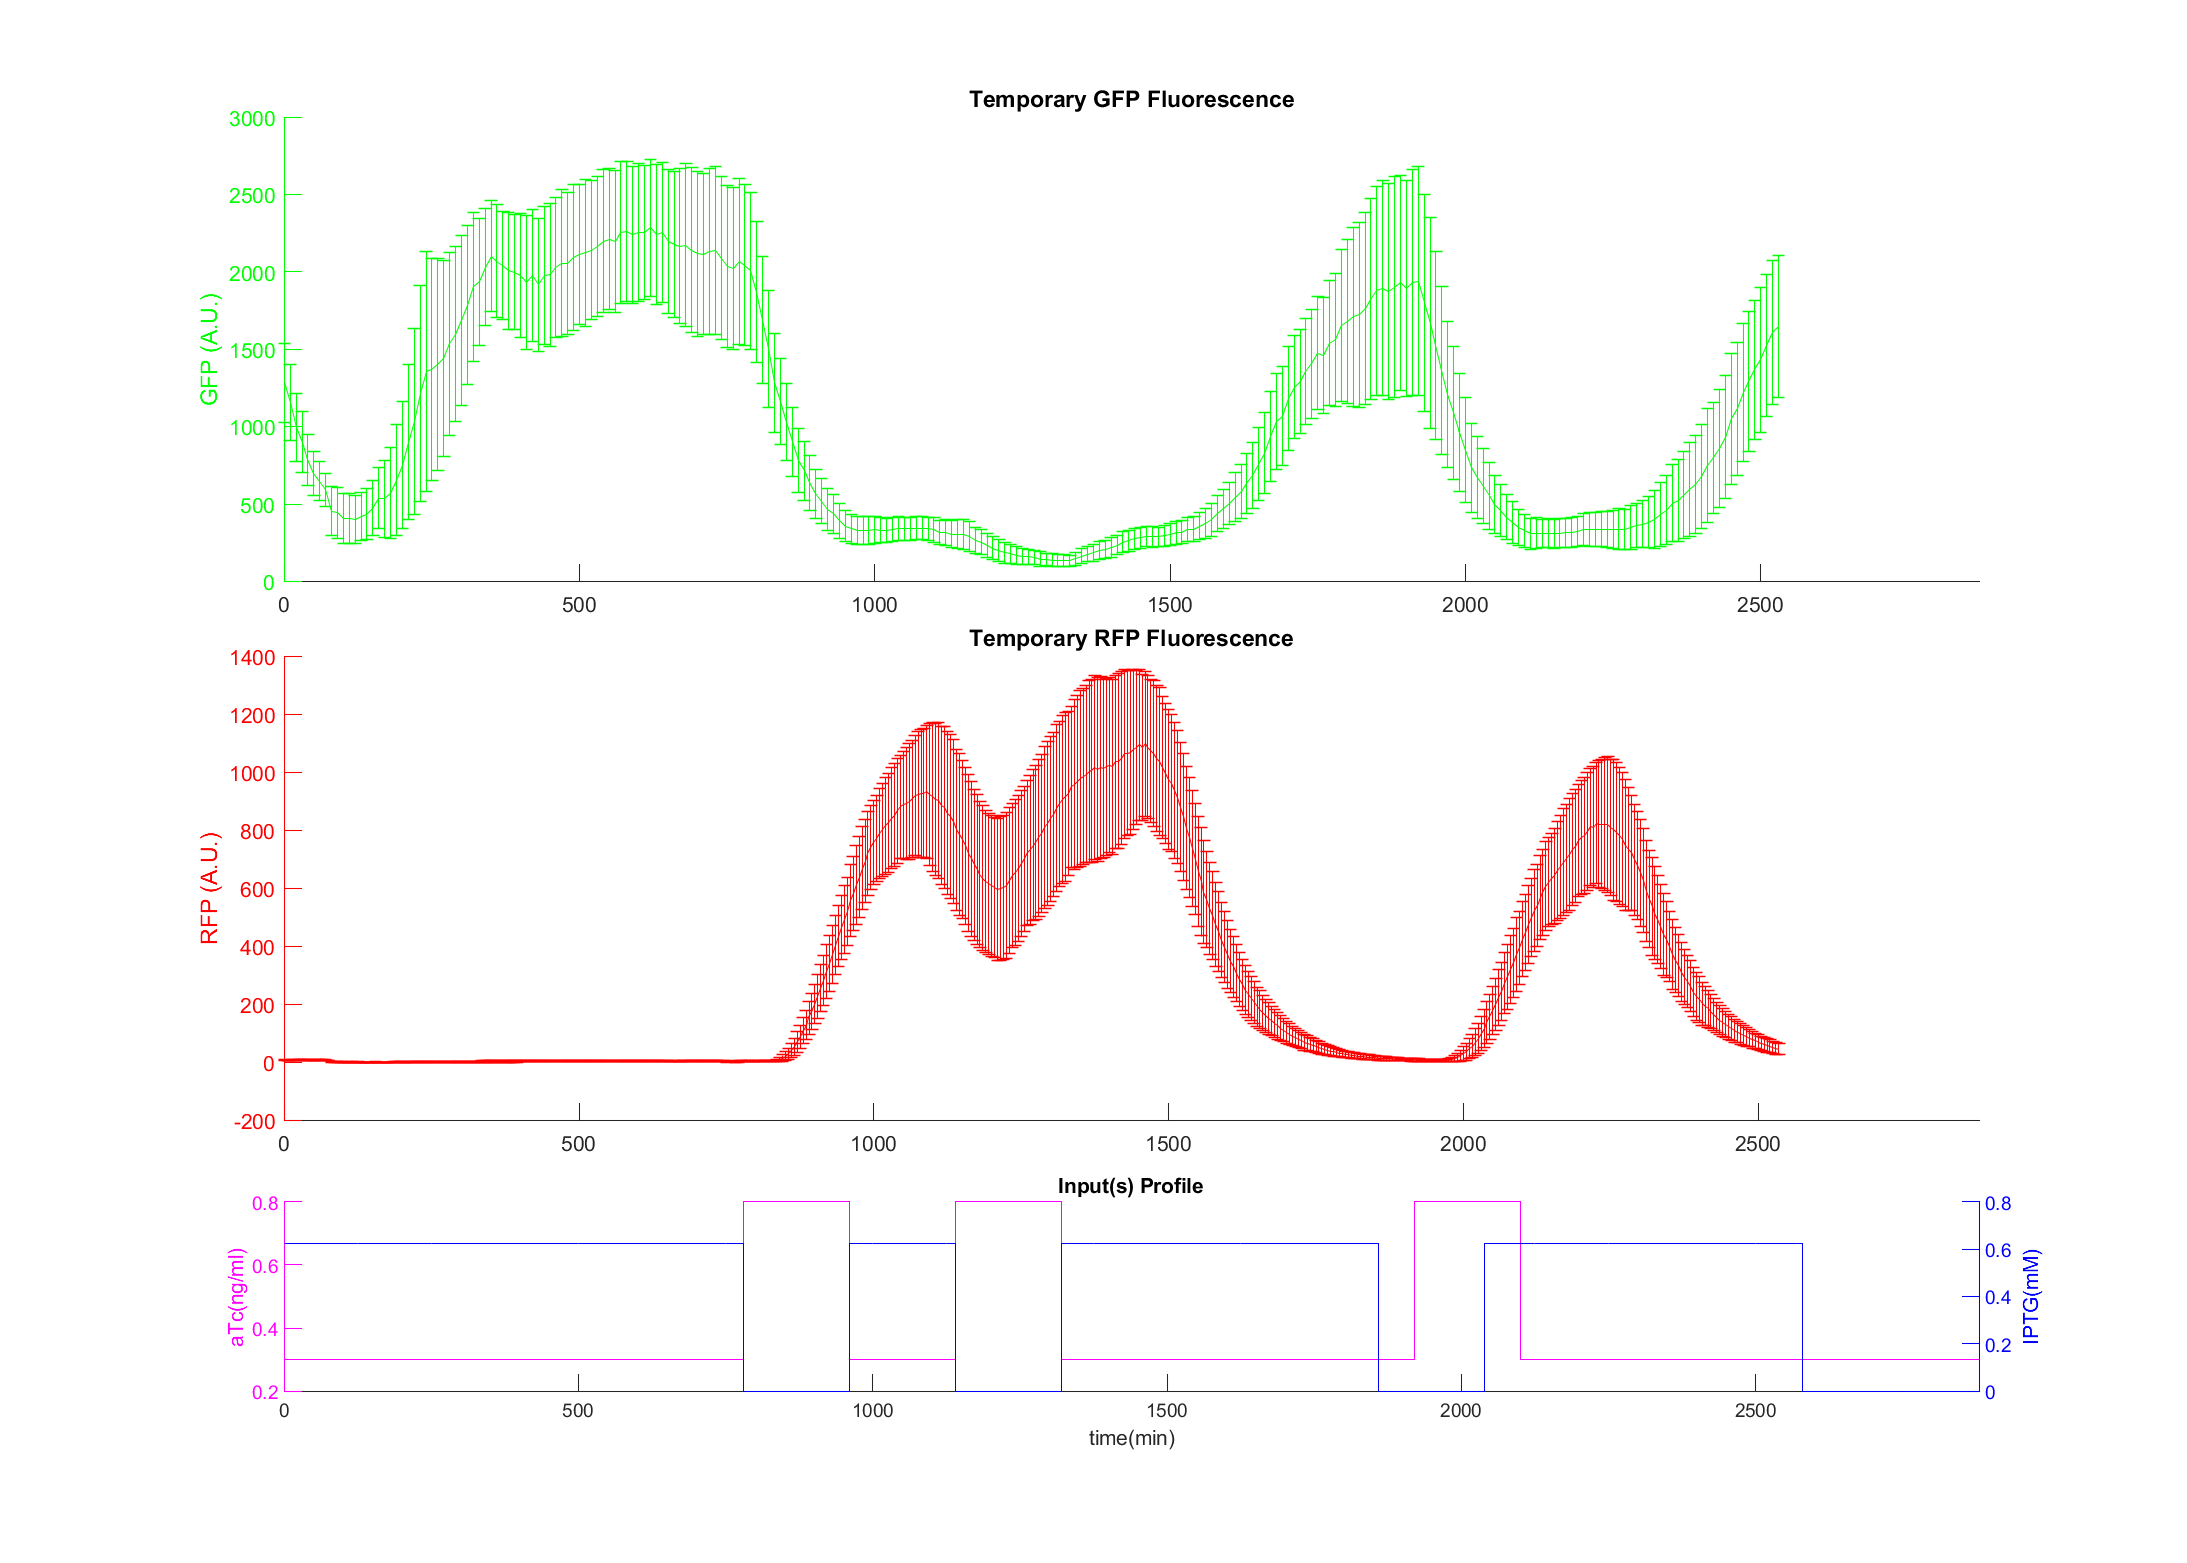 Temporary GFP Fluorescence
3000
2500
2000
1500
1000
500
0
GFP (A.U.)
0 500 1000 1500 2000 2500
Temporary RFP Fluorescence
1400
1200
1000
800
600
400
200
0
-200
RFP (A.U.)
0 500 1000 1500 2000 2500
Input(s) Profile
0.8
0.6
0.4
0.2
aTc(ng/ml)
0.8
0.6
0.4
0.2
0
IPTG(mM)
0 500 1000 1500 2000 2500
time(min)